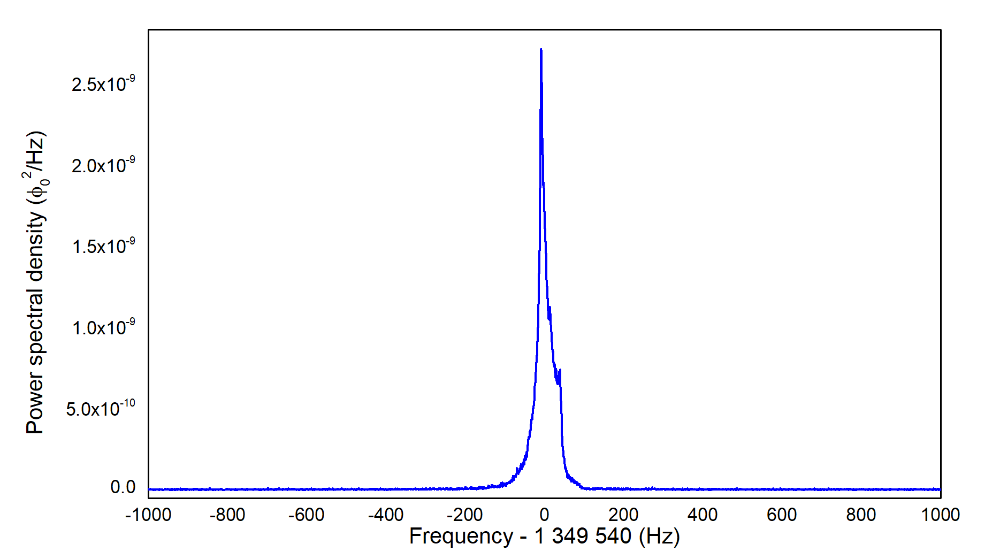 Power spectral density (ϕ₀²/Hz)
2.5x10⁻⁹
2.0x10⁻⁹
1.5x10⁻⁹
1.0x10⁻⁹
5.0x10⁻¹⁰
0.0
-1000 -800 -600 -400 -200 0 200 400 600 800 1000
Frequency - 1 349 540 (Hz)